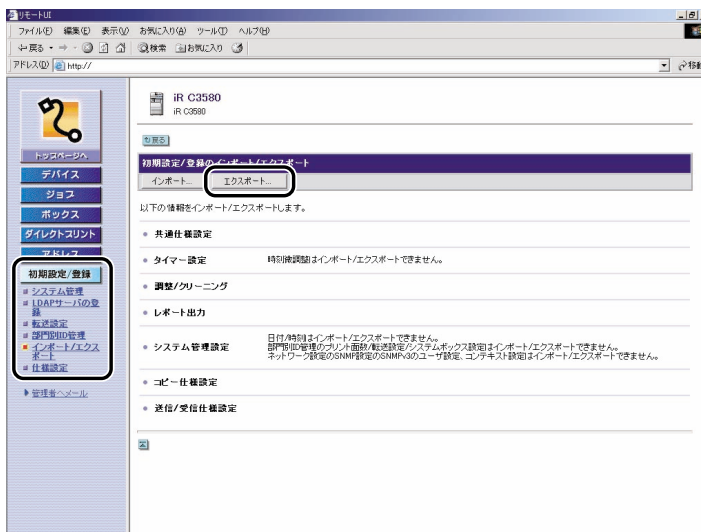 リモートUI
ファイル(F) 編集(E) 表示(V) お気に入り(A) ツール(T) ヘルプ(H)
戻る 検索 お気に入り
アドレス(D) http:// 移動
iR C3580
iR C3580
戻る
トップページへ
デバイス
ジョブ
ボックス
ダイレクトプリント
アドレス
初期設定/登録
システム管理
LDAPサーバの登
録
転送設定
部門別ID管理
インポート/エクス
ポート
仕様設定
管理者へメール
初期設定/登録のインポート/エクスポート
インポート... エクスポート...
以下の情報をインポート/エクスポートします。
共通仕様設定
タイマー設定 時刻微調整はインポート/エクスポートできません。
調整/クリーニング
レポート出力
システム管理設定 日付/時刻はインポート/エクスポートできません。
部門別ID管理のプリント面数/転送設定/システムボックス設定はインポート/エクスポートできません。
ネットワーク設定のSNMP設定のSNMPv3のユーザ設定、コンテキスト設定はインポート/エクスポートできません。
コピー仕様設定
送信/受信仕様設定